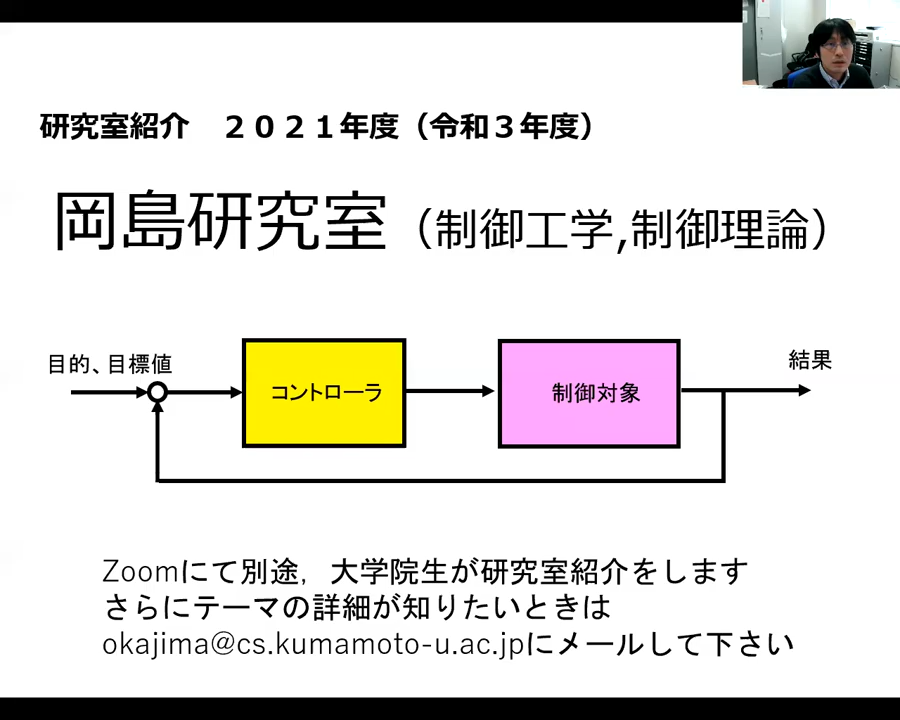 研究室紹介　２０２１年度（令和３年度）
岡島研究室（制御工学,制御理論）
目的、目標値
結果
コントローラ
制御対象
Zoomにて別途，大学院生が研究室紹介をします
さらにテーマの詳細が知りたいときは
okajima@cs.kumamoto-u.ac.jpにメールして下さい